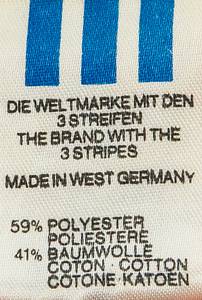 DIE WELTMARKE MIT DEN
3 STREIFEN
THE BRAND WITH THE
3 STRIPES
MADE IN WEST GERMANY
59% POLYESTER
POLIESTERE
41% BAUMWOLLE
COTON · COTTON
COTONE KATOEN